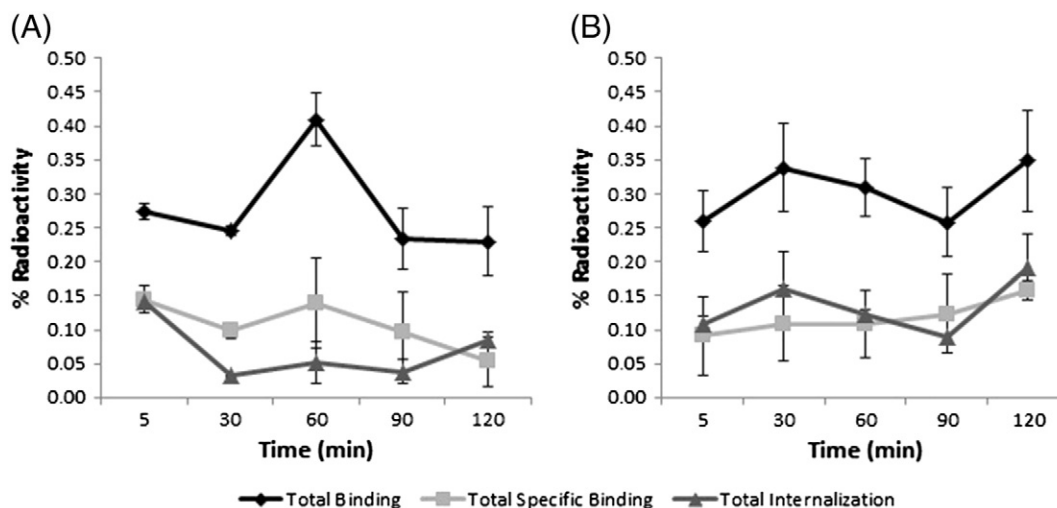 (A)
% Radioactivity
0.50
0.45
0.40
0.35
0.30
0.25
0.20
0.15
0.10
0.05
0.00
5 30 60 90 120
Time (min)
(B)
% Radioactivity
0.50
0,45
0.40
0.35
0.30
0.25
0.20
0.15
0.10
0.05
0.00
5 30 60 90 120
Time (min)
Total Binding Total Specific Binding Total Internalization